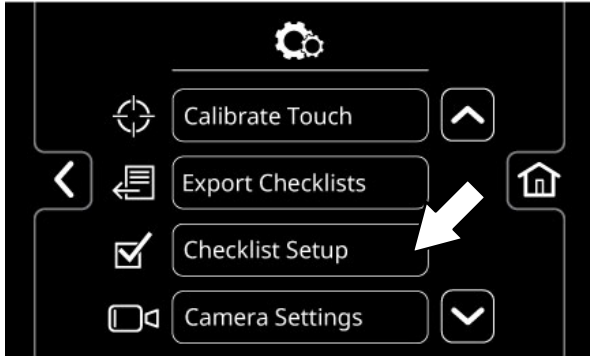 Calibrate Touch
Export Checklists
Checklist Setup
Camera Settings